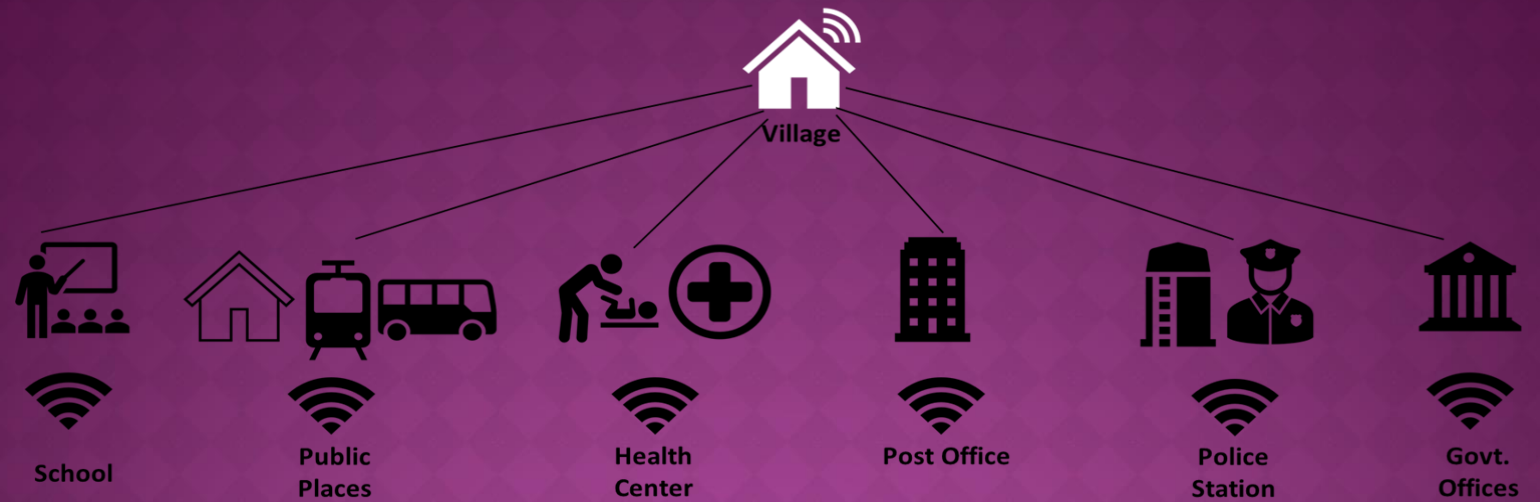 Village
School
Public
Places
Health
Center
Post Office
Police
Station
Govt.
Offices